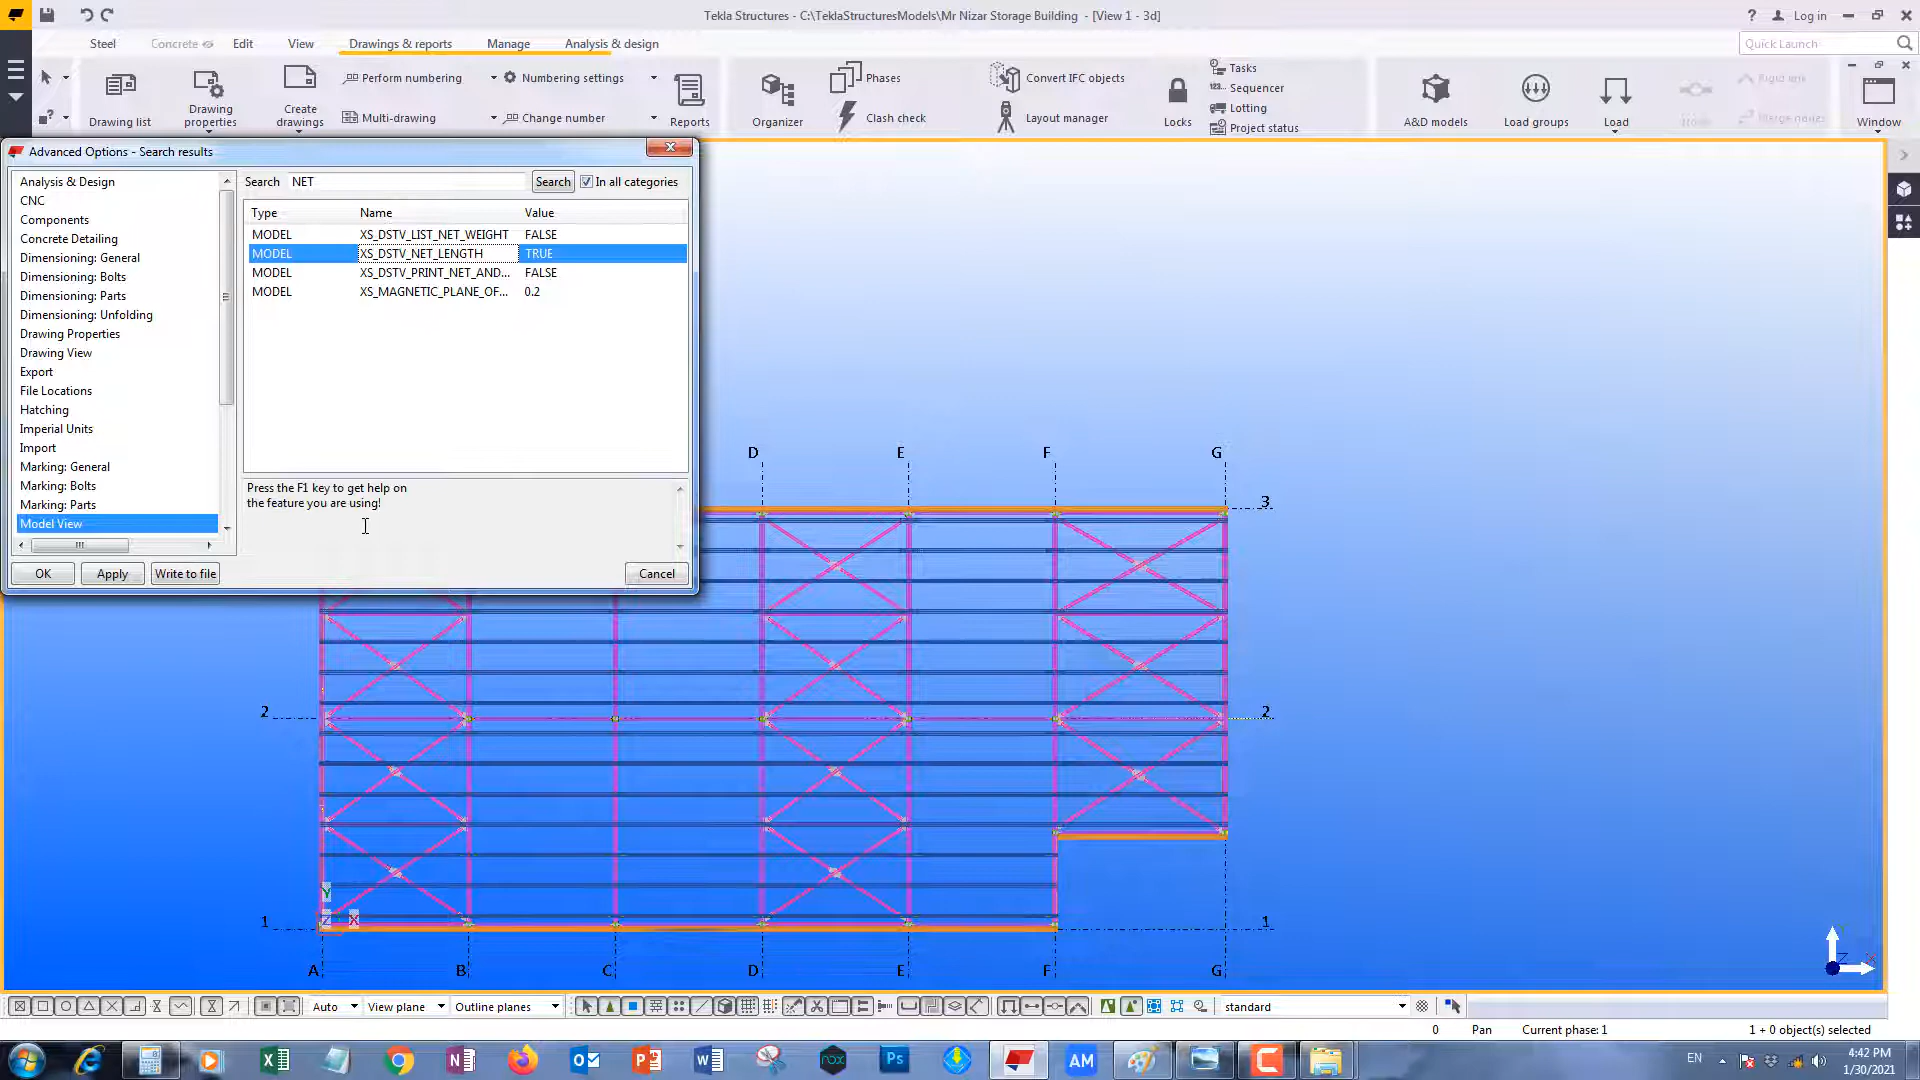 Tekla Structures - C:\TeklaStructuresModels\Mr Nizar Storage Building - [View 1 - 3d]
? Log in
Steel Concrete Edit View Drawings & reports Manage Analysis & design
Quick Launch
Drawing list
Drawing properties
Create drawings
Perform numbering
Numbering settings
Multi-drawing
Change number
Reports
Organizer
Phases
Clash check
Convert IFC objects
Layout manager
Locks
Tasks
Sequencer
Lotting
Project status
A&D models
Load groups
Load
Rigid link
Merge nodes
Window
Advanced Options - Search results
Analysis & Design
CNC
Components
Concrete Detailing
Dimensioning: General
Dimensioning: Bolts
Dimensioning: Parts
Dimensioning: Unfolding
Drawing Properties
Drawing View
Export
File Locations
Hatching
Imperial Units
Import
Marking: General
Marking: Bolts
Marking: Parts
Model View
Search NET Search In all categories
Type Name Value
MODEL XS_DSTV_LIST_NET_WEIGHT FALSE
MODEL XS_DSTV_NET_LENGTH TRUE
MODEL XS_DSTV_PRINT_NET_AND... FALSE
MODEL XS_MAGNETIC_PLANE_OF... 0.2
Press the F1 key to get help on
the feature you are using!
OK Apply Write to file Cancel
D E F G
3
2 2
Y
Z X
1 1
A B C D E F G
Auto View plane Outline planes standard
0 Pan Current phase: 1 1 + 0 object(s) selected
EN
4:42 PM
1/30/2021
AM
Ps
nox